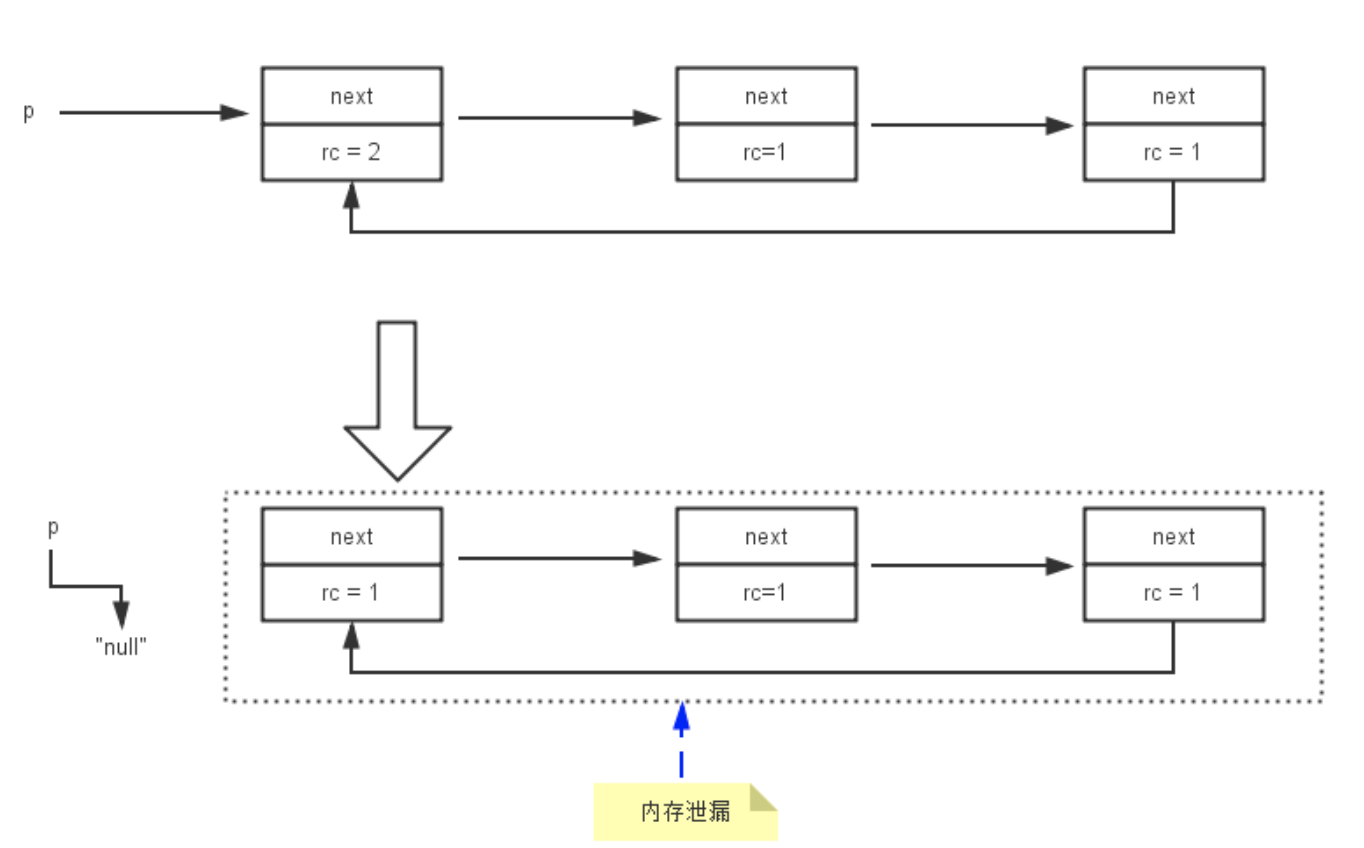 next
next
next
p
rc = 2
rc=1
rc = 1
p
next
next
next
rc = 1
rc=1
rc = 1
"null"
内存泄漏